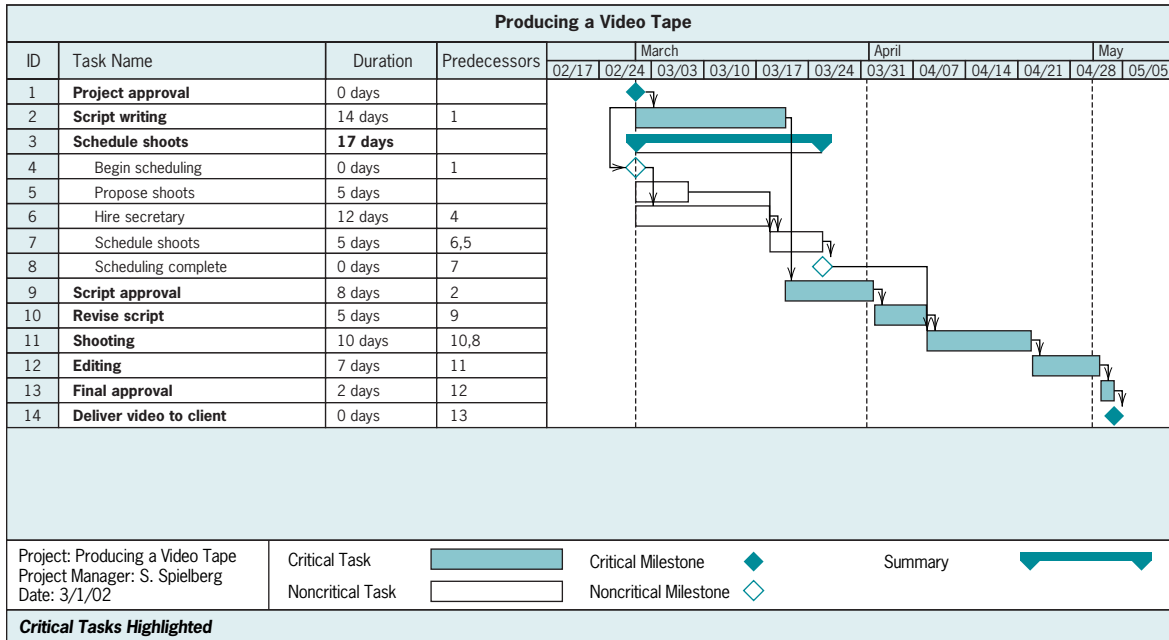 Producing a Video Tape
ID Task Name Duration Predecessors
March April May
02/17 02/24 03/03 03/10 03/17 03/24 03/31 04/07 04/14 04/21 04/28 05/05
1 Project approval 0 days
2 Script writing 14 days 1
3 Schedule shoots 17 days
4 Begin scheduling 0 days 1
5 Propose shoots 5 days
6 Hire secretary 12 days 4
7 Schedule shoots 5 days 6,5
8 Scheduling complete 0 days 7
9 Script approval 8 days 2
10 Revise script 5 days 9
11 Shooting 10 days 10,8
12 Editing 7 days 11
13 Final approval 2 days 12
14 Deliver video to client 0 days 13
Project: Producing a Video Tape
Project Manager: S. Spielberg
Date: 3/1/02
Critical Task
Noncritical Task
Critical Milestone
Noncritical Milestone
Summary
Critical Tasks Highlighted